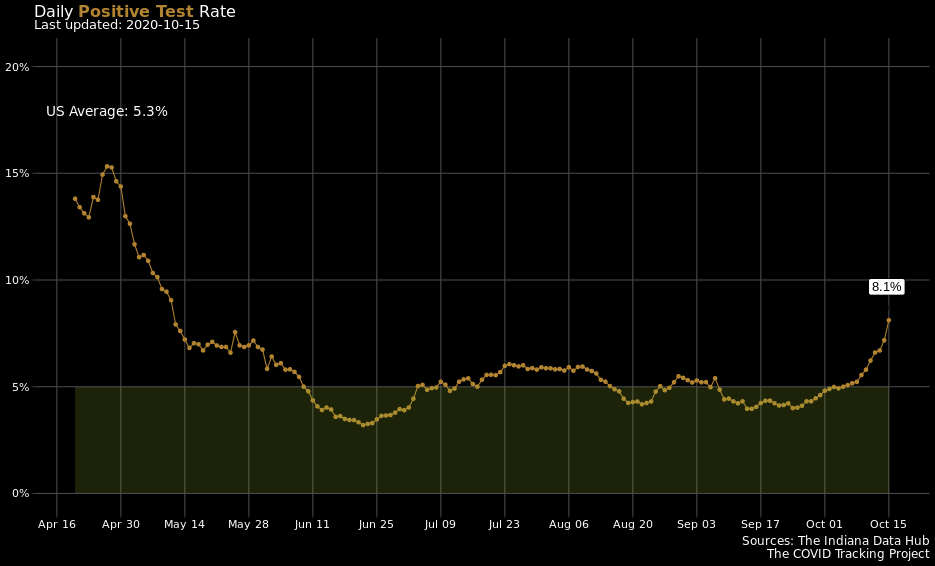 Daily Positive Test Rate
Last updated: 2020-10-15
20%
US Average: 5.3%
15%
10%
8.1%
5%
0%
Apr 16 Apr 30 May 14 May 28 Jun 11 Jun 25 Jul 09 Jul 23 Aug 06 Aug 20 Sep 03 Sep 17 Oct 01 Oct 15
Sources: The Indiana Data Hub
The COVID Tracking Project